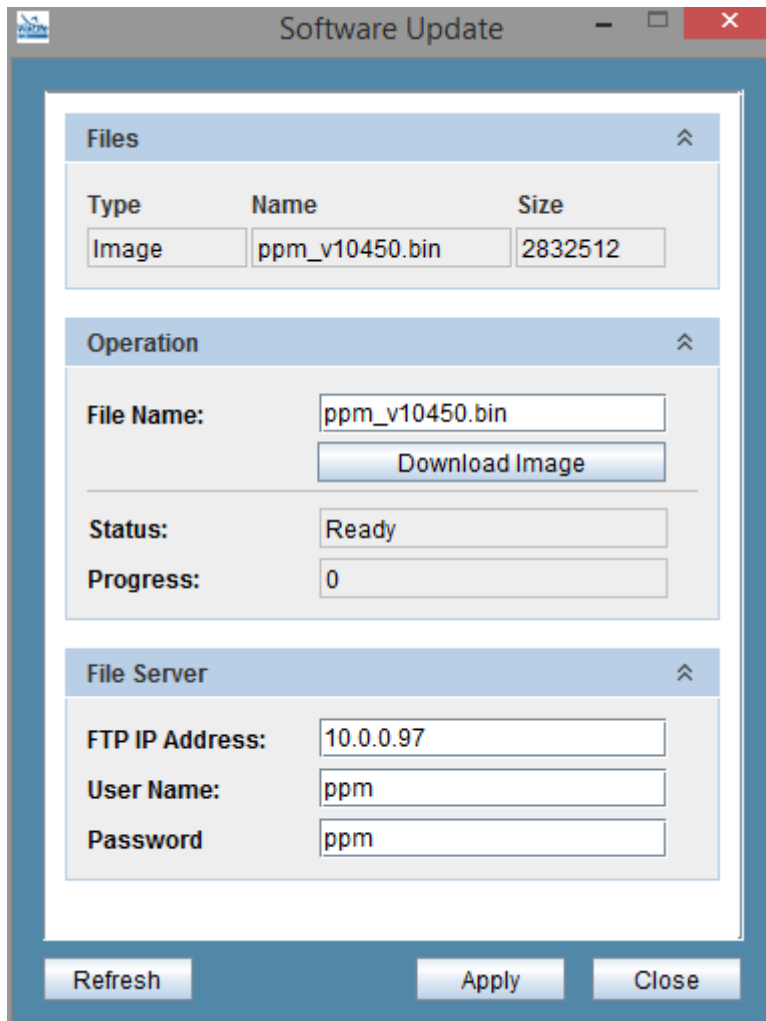 Software Update
Files
Type Name Size
Image ppm_v10450.bin 2832512
Operation
File Name: ppm_v10450.bin
Download Image
Status: Ready
Progress: 0
File Server
FTP IP Address: 10.0.0.97
User Name: ppm
Password ppm
Refresh Apply Close